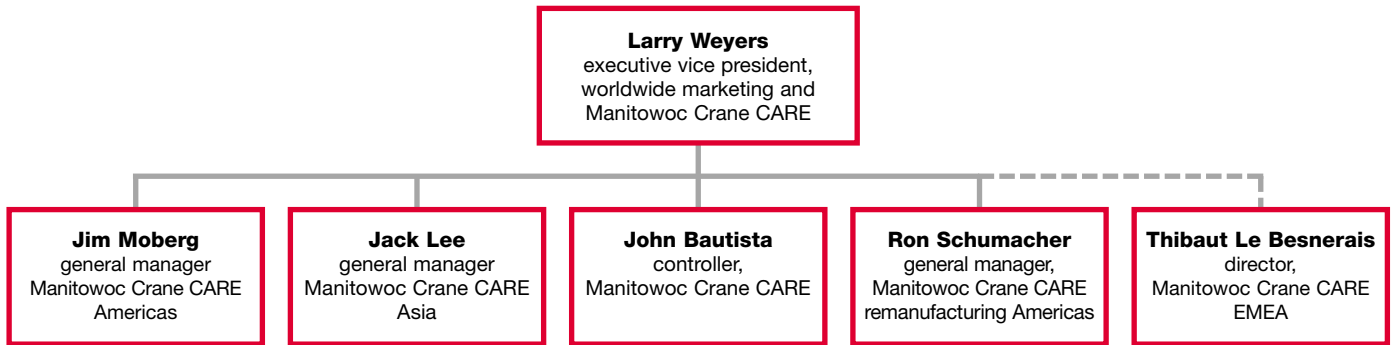 Larry Weyers
executive vice president,
worldwide marketing and
Manitowoc Crane CARE
Jim Moberg
general manager
Manitowoc Crane CARE
Americas
Jack Lee
general manager
Manitowoc Crane CARE
Asia
John Bautista
controller,
Manitowoc Crane CARE
Ron Schumacher
general manager,
Manitowoc Crane CARE
remanufacturing Americas
Thibaut Le Besnerais
director,
Manitowoc Crane CARE
EMEA